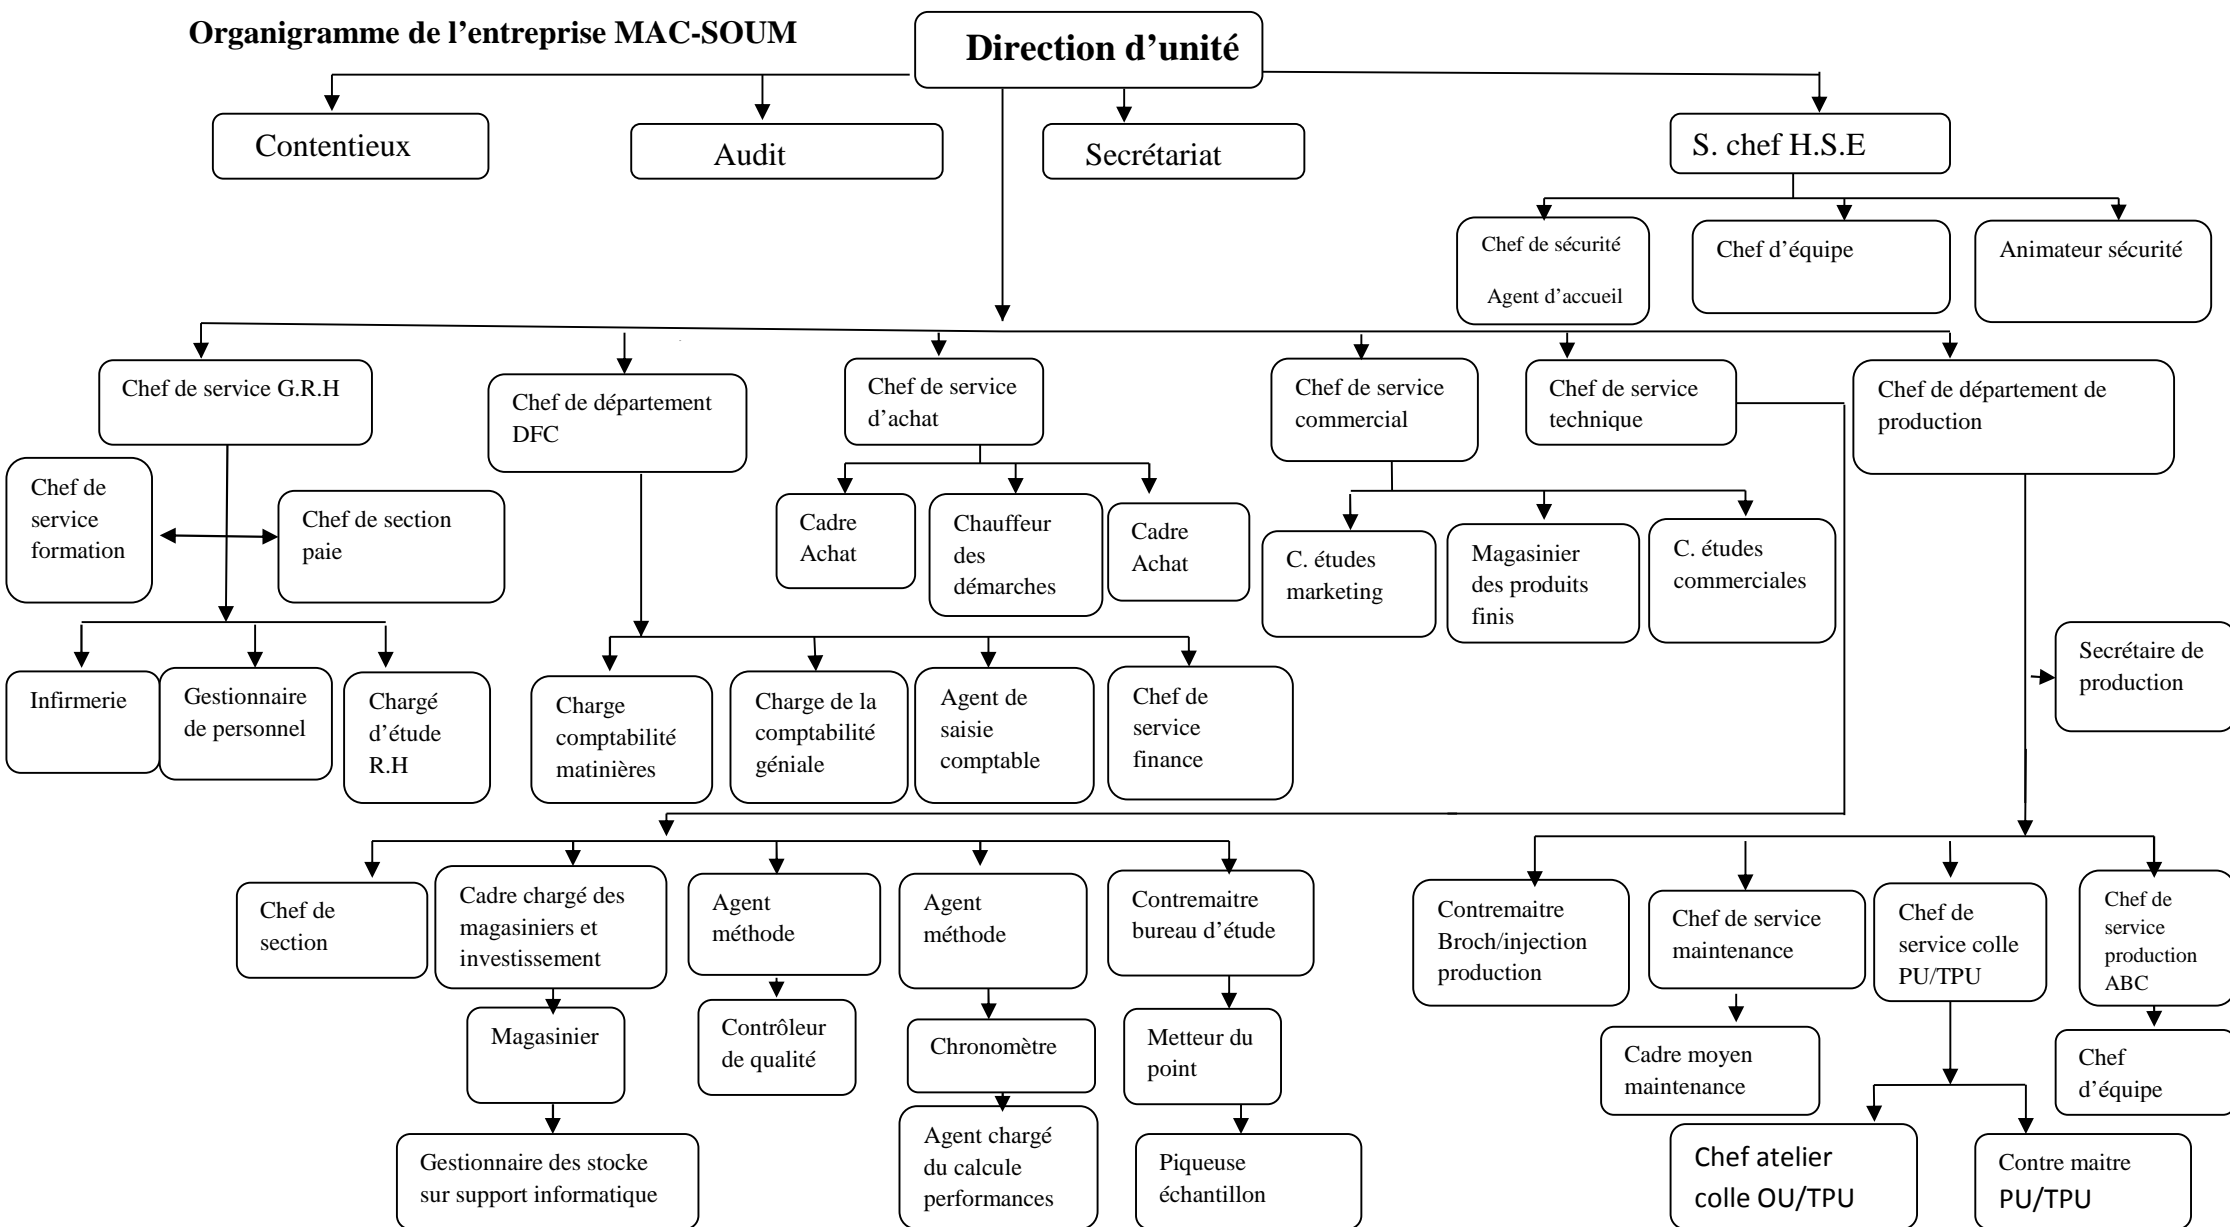 Organigramme de l’entreprise MAC-SOUM
Direction d’unité
Contentieux
Audit
Secrétariat
S. chef H.S.E
Chef de sécurité
Agent d’accueil
Chef d’équipe
Animateur sécurité
Chef de service G.R.H
Chef de département
DFC
Chef de service
d’achat
Chef de service
commercial
Chef de service
technique
Chef de département de
production
Chef de
service
formation
Chef de section
paie
Cadre
Achat
Chauffeur
des
démarches
Cadre
Achat
C. études
marketing
Magasinier
des produits
finis
C. études
commerciales
Infirmerie
Gestionnaire
de personnel
Chargé
d’étude
R.H
Charge
comptabilité
matinières
Charge de la
comptabilité
géniale
Agent de
saisie
comptable
Chef de
service
finance
Secrétaire de
production
Chef de
section
Cadre chargé des
magasiniers et
investissement
Agent
méthode
Agent
méthode
Contremaitre
bureau d’étude
Contremaitre
Broch/injection
production
Chef de service
maintenance
Chef de
service colle
PU/TPU
Chef de
service
production
ABC
Magasinier
Contrôleur
de qualité
Chronomètre
Metteur du
point
Cadre moyen
maintenance
Chef
d’équipe
Gestionnaire des stocke
sur support informatique
Agent chargé
du calcule
performances
Piqueuse
échantillon
Chef atelier
colle OU/TPU
Contre maitre
PU/TPU